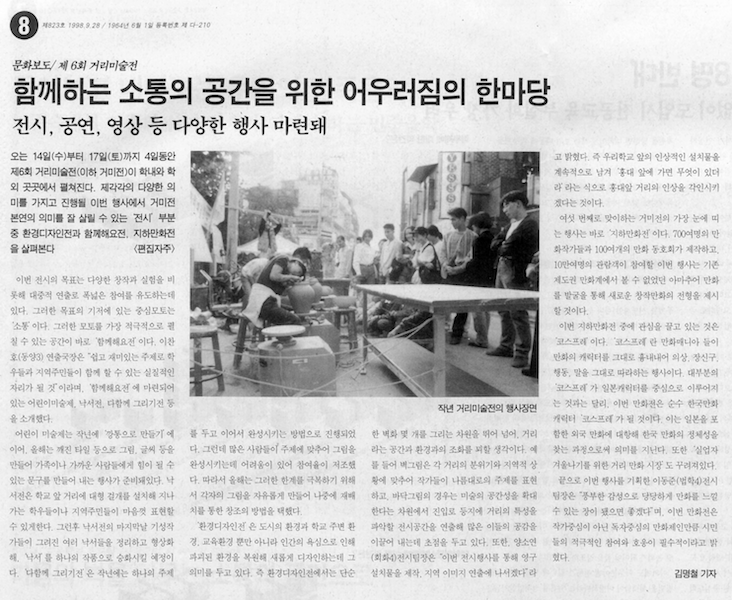 8
제823호 1998.9.28 / 1964년 6월 1일 등록번호 제 다-210
문화보도/ 제 6회 거리미술전
함께하는 소통의 공간을 위한 어우러짐의 한마당
전시, 공연, 영상 등 다양한 행사 마련돼
오는 14일(수)부터 17일(토)까지 4일동안
제6회 거리미술전(이하 거미전)이 학내와 학
외 곳곳에서 펼쳐진다. 제각각의 다양한 의
미를 가지고 진행될 이번 행사에서 거미전
본연의 의미를 잘 살릴 수 있는 '전시' 부분
중 환경디자인전과 함께해요전, 지하만화전
을 살펴본다 〈편집자주〉
이번 전시의 목표는 다양한 창작과 실험을 비
롯해 대중적 연출로 폭넓은 참여를 유도하는데
있다. 그러한 목표의 기저에 있는 중심모토는
'소통'이다. 그러한 모토를 가장 적극적으로 펼
칠 수 있는 공간이 바로 '함께해요전'이다. 이찬
호(동양3) 연출국장은 "쉽고 재미있는 주제로 학
우들과 지역주민들이 함께 할 수 있는 실질적인
자리가 될 것"이라며, '함께해요전'에 마련되어
있는 어린이미술제, 낙서전, 다함께 그리기전 등
을 소개했다.
어린이 미술제는 작년에 '깡통으로 만들기'에
이어, 올해는 깨진 타일 등으로 그림, 글씨 등을
만들어 가족이나 가까운 사람들에게 힘이 될 수
있는 문구를 만들어 내는 행사가 준비돼있다. 낙
서전은 학교 앞 거리에 대형 걸개를 설치해 지나
가는 학우들이나 지역주민들이 마음껏 표현할
수 있게한다. 그런후 낙서전의 마지막날 기성작
가들이 그려진 여러 낙서들을 정리하고 형상화
해, '낙서'를 하나의 작품으로 승화시킬 예정이
다. '다함께 그리기전'은 작년에는 하나의 주제
작년 거리미술전의 행사장면
를 두고 이어서 완성시키는 방법으로 진행되었
다. 그런데 많은 사람들이 주제에 맞추어 그림을
완성시키는데 어려움이 있어 참여율이 저조했
다. 따라서 올해는 그러한 한계를 극복하기 위해
서 각자의 그림을 자유롭게 만들어 나중에 재배
치를 통한 창조의 방법을 택했다.
'환경디자인전'은 도시의 환경과 학교 주변 환
경, 교육환경 뿐만 아니라 인간의 욕심으로 인해
파괴된 환경을 복원해 새롭게 디자인하는데 그
의미를 두고 있다. 즉 환경디자인전에서는 단순
한 벽화 몇 개를 그리는 차원을 뛰어 넘어, 거리
라는 공간과 환경과의 조화를 꾀할 생각이다. 예
를 들어 벽그림은 각 거리의 분위기와 지역적 상
황에 맞추어 작가들이 나름대로의 주제를 표현
하고, 바닥그림의 경우는 미술의 공간성을 확대
한다는 차원에서 진입로 등지에 거리의 특성을
파악할 전시공간을 연출해 많은 이들의 공감을
이끌어 내는데 초점을 두고 있다. 또한, 양소연
(회화4)전시팀장은 "이번 전시행사를 통해 영구
설치물을 제작, 지역 이미지 연출에 나서겠다"라
고 밝혔다. 즉 우리학교 앞의 인상적인 설치물을
계속적으로 남겨 '홍대 앞에 가면 무엇이 있더
라'라는 식으로 홍대앞 거리의 인상을 각인시키
겠다는 것이다.
여섯 번째로 맞이하는 거미전의 가장 눈에 띄
는 행사는 바로 '지하만화전'이다. 700여명의 만
화작가들과 100여개의 만화 동호회가 제작하고,
10만여명의 관람객이 참여할 이번 행사는 기존
제도권 만화계에서 볼 수 없었던 아마추어 만화
를 발굴을 통해 새로운 창작만화의 전형을 제시
할 것이다.
이번 지하만화전 중에 관심을 끌고 있는 것은
'코스프레'이다. '코스프레'란 만화매니아 들이
만화의 캐릭터를 그대로 흉내내어 의상, 장신구,
행동, 말을 그대로 따라하는 행사이다. 대부분의
'코스프레'가 일본캐릭터를 중심으로 이루어지
는 것과는 달리, 이번 만화전은 순수 한국만화
캐릭터 '코스프레'가 될 것이다. 이는 일본을 포
함한 외국 만화에 대항해 한국 만화의 정체성을
찾는 과정으로써 의미를 지닌다. 또한 '실업자
겨울나기를 위한 거리 만화 시장'도 꾸려져있다.
끝으로 이번 행사를 기획한 이동준(법학4)전시
팀장은 "풍부한 감성으로 당당하게 만화를 느낄
수 있는 장이 됐으면 좋겠다"며, 이번 만화전은
작가중심이 아닌 독자중심의 만화제인만큼 시민
들의 적극적인 참여와 호응이 필수적이라고 밝
혔다.
김명철 기자